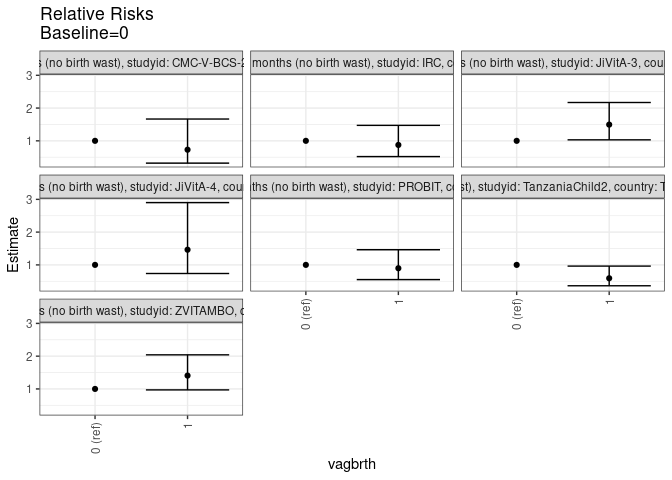 Relative Risks
Baseline=0
(no birth wast), studyid: CMC-V-BCS-2
months (no birth wast), studyid: IRC,
(no birth wast), studyid: JiVitA-3,
3
2
1
(no birth wast), studyid: JiVitA-4,
(no birth wast), studyid: PROBIT,
studyid: TanzaniaChild2, country:
3
2
1
(no birth wast), studyid: ZVITAMBO,
3
2
1
0 (ref)
1
0 (ref)
1
0 (ref)
1
Estimate
vagbrth